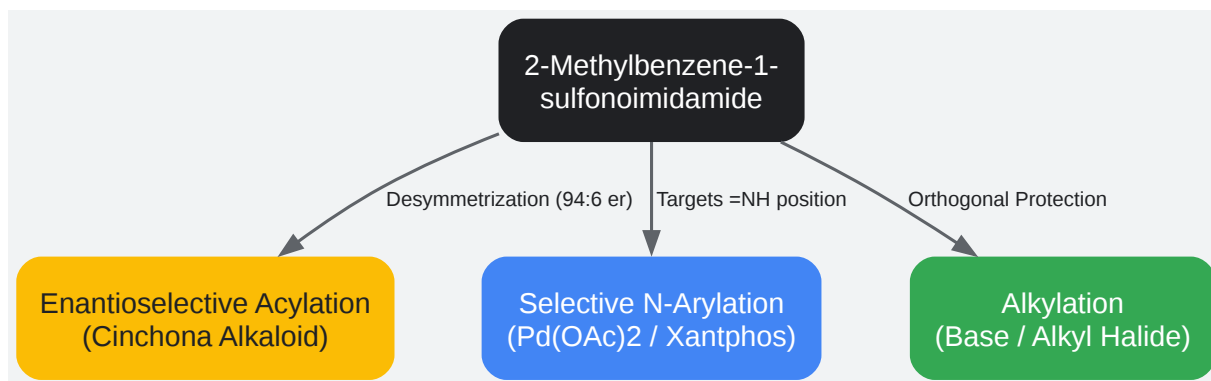 2-Methylbenzene-1-
sulfonoimidamide
Desymmetrization (94:6 er)
Targets =NH position
Orthogonal Protection
Enantioselective Acylation
(Cinchona Alkaloid)
Selective N-Arylation
(Pd(OAc)2 / Xantphos)
Alkylation
(Base / Alkyl Halide)